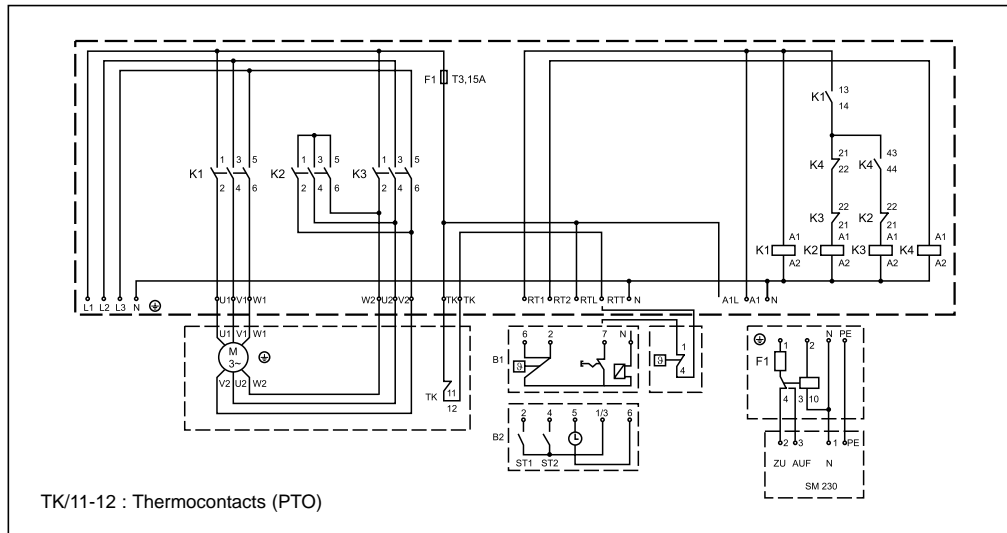 F1 T3,15A
13
K1
14
1 3 5 1 3 5 1 3 5
K1 K2 K3
2 4 6 2 4 6 2 4 6
21 43
K4 K4
22 44
22 22
K3 K2
21 21
A1 A1 A1 A1
K1 K2 K3 K4
A2 A2 A2 A2
L1 L2 L3 N U1 V1 W1 W2 U2 V2 TK TK RT1 RT2 RTL RTT N A1L A1 N
U1 V1 W1
M
3~
V2 U2 W2
TK 11
12
6 2 7 N
B1 ϑ
1
ϑ
4
1 2 N PE
F1
4 3 10
2 4 5 1/3 6
B2
ST1 ST2
2 3 1 PE
ZU AUF N
SM 230
TK/11-12 : Thermocontacts (PTO)